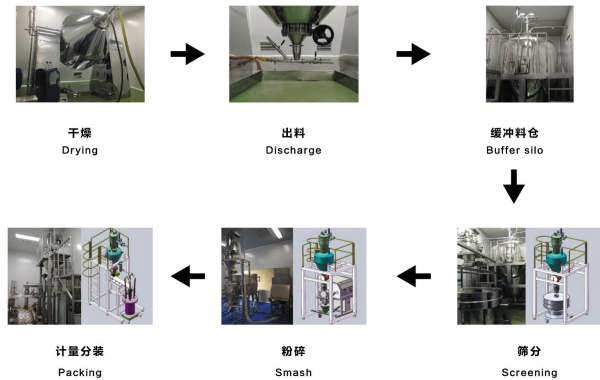 干燥
Drying
出料
Discharge
缓冲料仓
Buffer silo
筛分
Screening
粉碎
Smash
计量分装
Packing